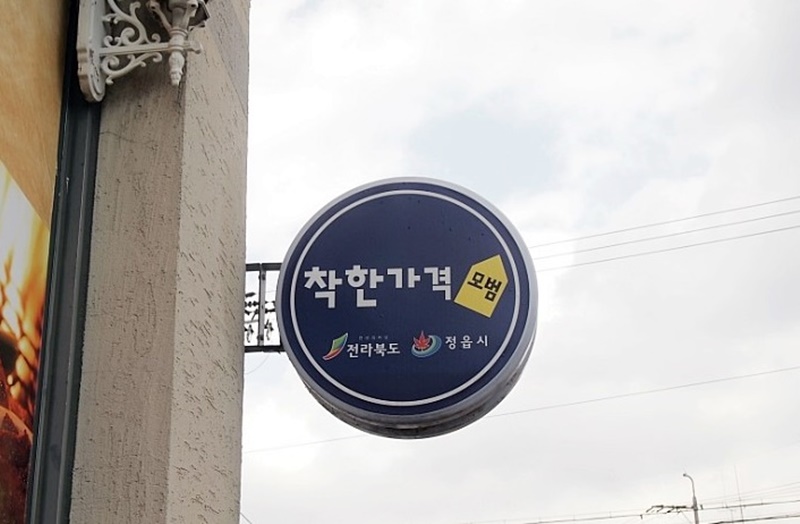 착한가격 모범
전라북도 정읍시